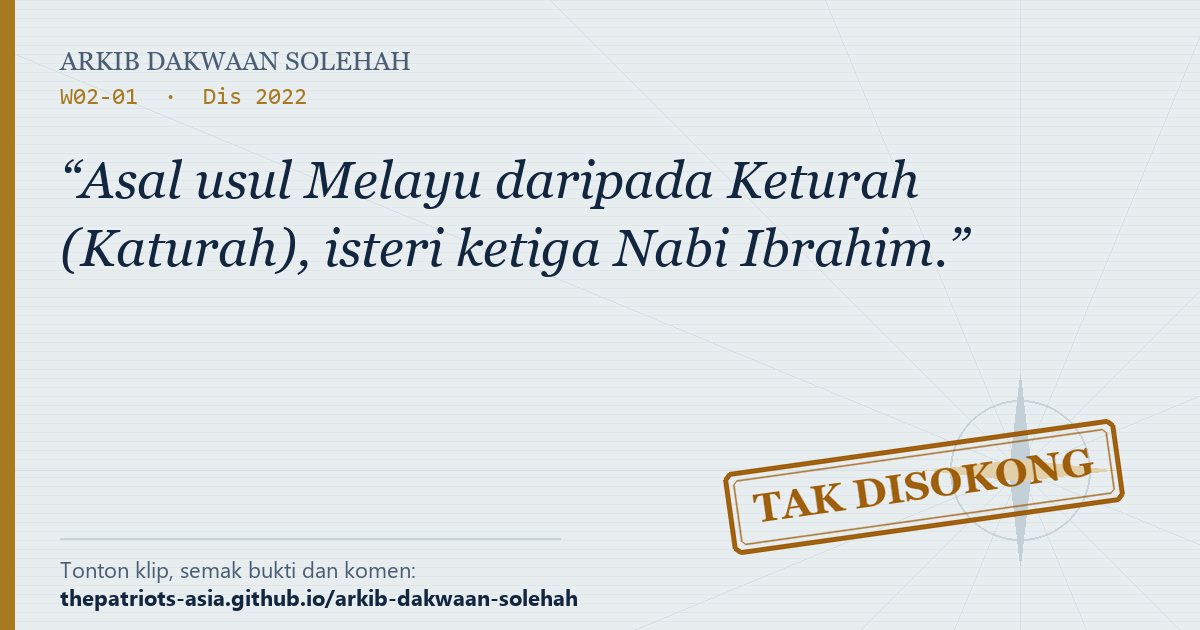 ARKIB DAKWAAN SOLEHAH
W02-01 · Dis 2022
“Asal usul Melayu daripada Keturah
(Katurah), isteri ketiga Nabi Ibrahim.”
TAK DISOKONG
Tonton klip, semak bukti dan komen:
thepatriots-asia.github.io/arkib-dakwaan-solehah